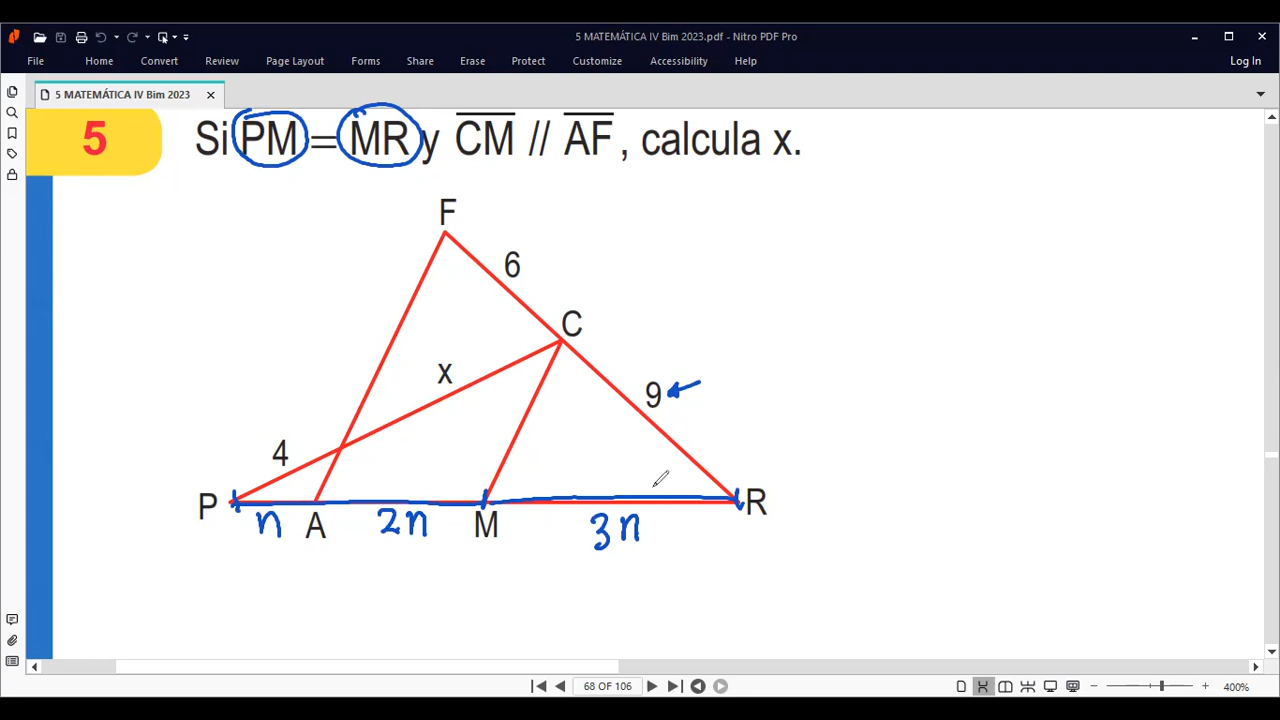 5 MATEMÁTICA IV Bim 2023.pdf - Nitro PDF Pro
File Home Convert Review Page Layout Forms Share Erase Protect Customize Accessibility Help Log In
5 MATEMÁTICA IV Bim 2023
5 Si PM = MR y CM // AF, calcula x.
F
6
C
x
9
4
P A M R
n 2n 3n
68 OF 106
400%